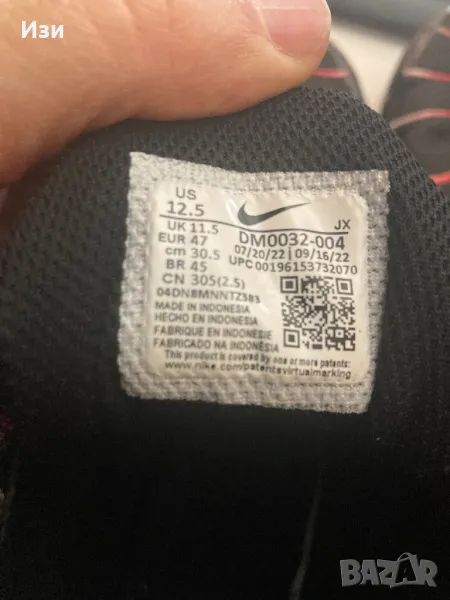 Изи
US
12.5
JX
UK 11.5
DM0032-004
EUR 47
07/20/22 | 09/16/22
cm 30.5
UPC 00196153732070
BR 45
CN 305(2.5)
04DNBMNNTZ383
MADE IN INDONESIA
HECHO EN INDONESIA
FABRIQUE EN INDONESIE
FABRICADO NA INDONÉSIA
This product is covered by one or more patents:
www.nike.com/patentsvirtualmarking
BAZAR